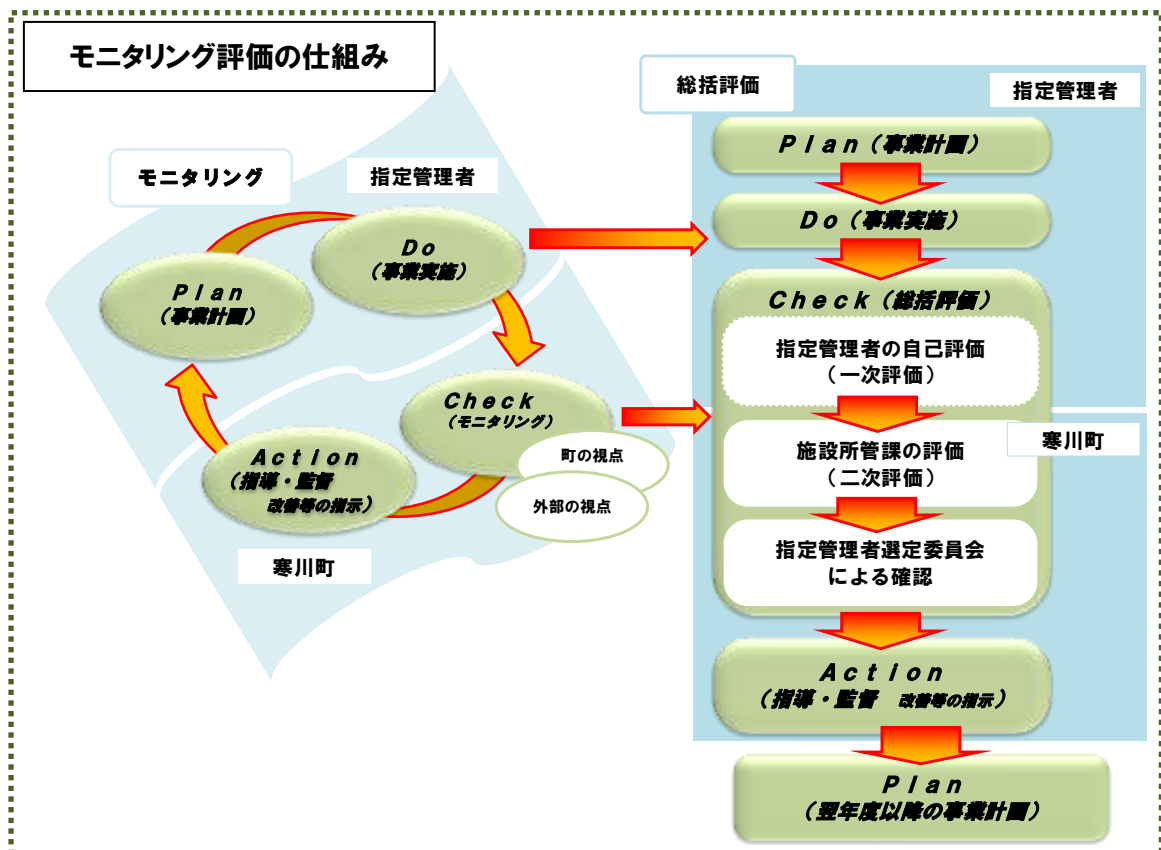 モニタリング評価の仕組み
モニタリング
指定管理者
Do
(事業実施)
Plan
(事業計画)
Check
(モニタリング)
町の視点
外部の視点
Action
(指導・監督
改善等の指示)
寒川町
総括評価
指定管理者
Plan(事業計画)
Do(事業実施)
Check(総括評価)
指定管理者の自己評価
(一次評価)
寒川町
施設所管課の評価
(二次評価)
指定管理者選定委員会
による確認
Action
(指導・監督 改善等の指示)
Plan
(翌年度以降の事業計画)